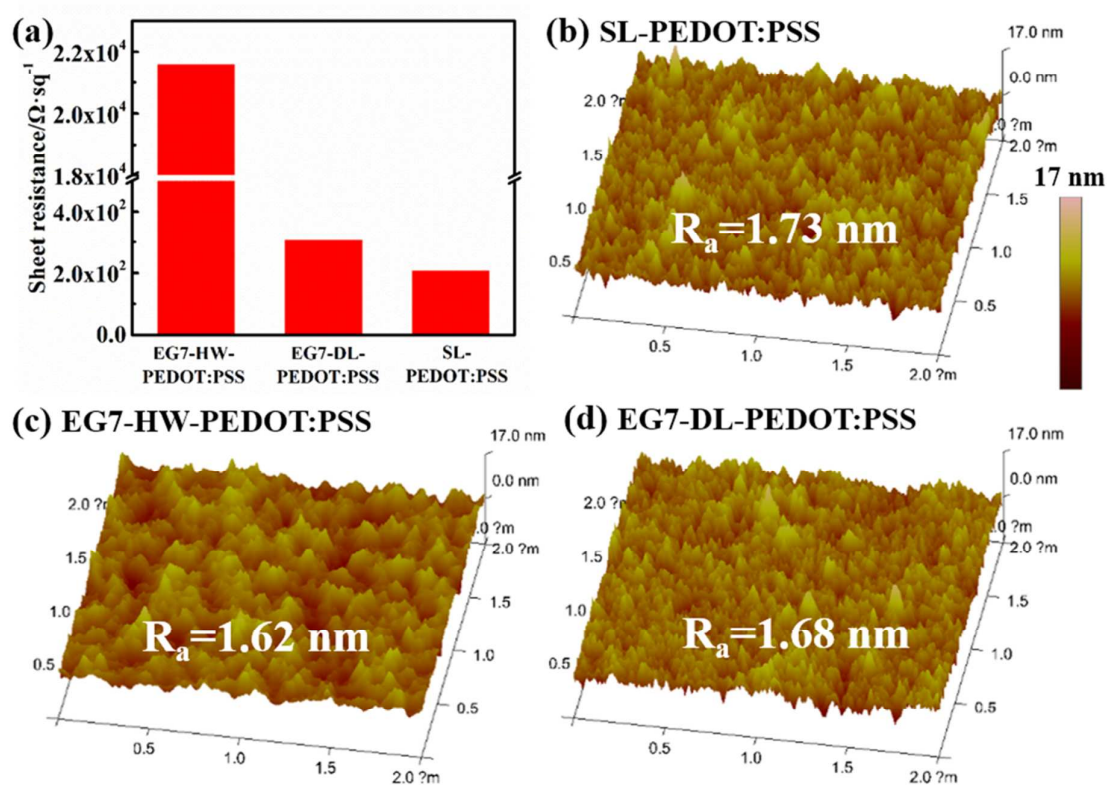 (a)
Sheet resistance/Ω·sq⁻¹
2.2x10⁴
2.0x10⁴
1.8x10⁴
4.0x10²
2.0x10²
0.0
EG7-HW-
PEDOT:PSS
EG7-DL-
PEDOT:PSS
SL-
PEDOT:PSS
(b) SL-PEDOT:PSS
17.0 nm
0.0 nm
.0 ?m
2.0 ?m
2.0 ?m
1.5
1.0
0.5
1.5
1.0
0.5
0.5
1.0
1.5
2.0 ?m
Rₐ=1.73 nm
17 nm
(c) EG7-HW-PEDOT:PSS
17.0 nm
0.0 nm
.0 ?m
2.0 ?m
2.0 ?m
1.5
1.0
0.5
1.5
1.0
0.5
0.5
1.0
1.5
2.0 ?m
Rₐ=1.62 nm
(d) EG7-DL-PEDOT:PSS
17.0 nm
0.0 nm
.0 ?m
2.0 ?m
2.0 ?m
1.5
1.0
0.5
1.5
1.0
0.5
0.5
1.0
1.5
2.0 ?m
Rₐ=1.68 nm